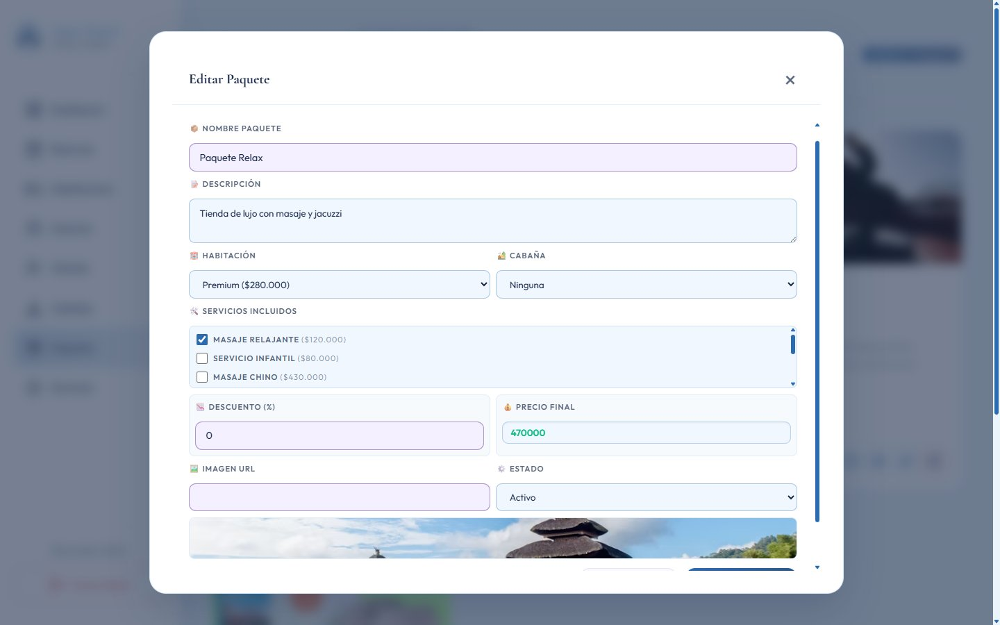 Editar Paquete
NOMBRE PAQUETE
Paquete Relax
DESCRIPCIÓN
Tienda de lujo con masaje y jacuzzi
HABITACIÓN
CABAÑA
Premium ($280.000)
Ninguna
SERVICIOS INCLUIDOS
MASAJE RELAJANTE ($120.000)
SERVICIO INFANTIL ($80.000)
MASAJE CHINO ($430.000)
DESCUENTO (%)
PRECIO FINAL
0
470000
IMAGEN URL
ESTADO
Activo